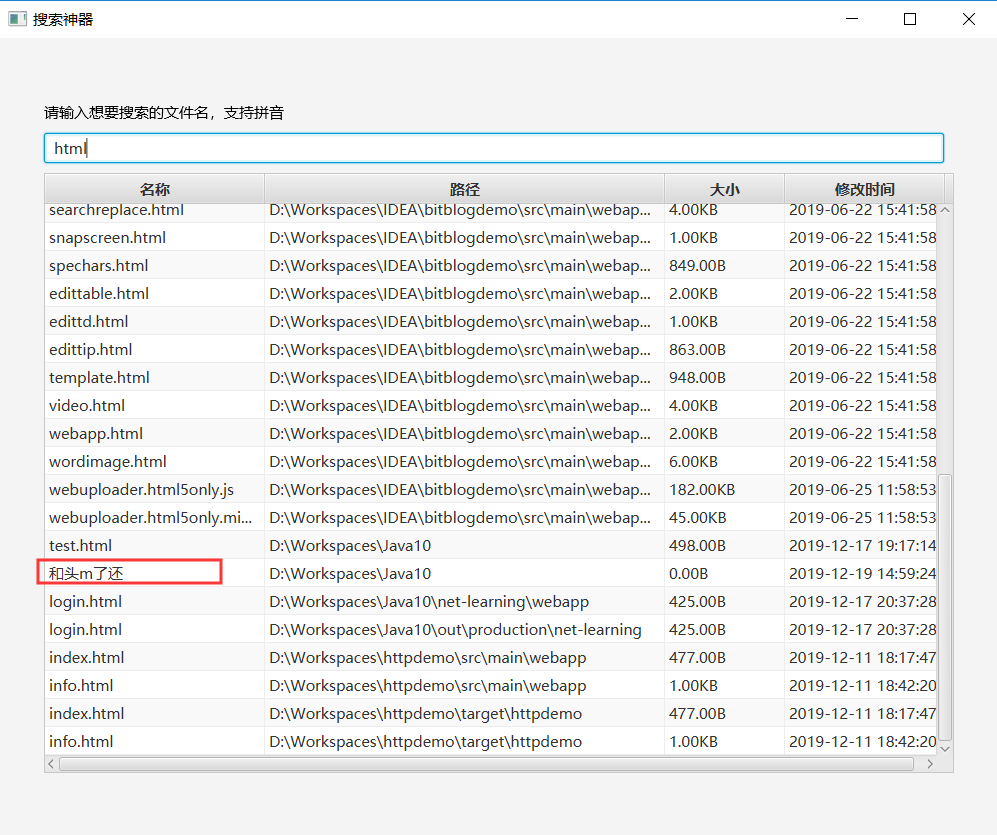 搜索神器
请输入想要搜索的文件名，支持拼音
html
名称 路径 大小 修改时间
searchreplace.html D:\Workspaces\IDEA\bitblogdemo\src\main\webap... 4.00KB 2019-06-22 15:41:58
snapscreen.html D:\Workspaces\IDEA\bitblogdemo\src\main\webap... 1.00KB 2019-06-22 15:41:58
spechars.html D:\Workspaces\IDEA\bitblogdemo\src\main\webap... 849.00B 2019-06-22 15:41:58
edittable.html D:\Workspaces\IDEA\bitblogdemo\src\main\webap... 2.00KB 2019-06-22 15:41:58
edittd.html D:\Workspaces\IDEA\bitblogdemo\src\main\webap... 1.00KB 2019-06-22 15:41:58
edittip.html D:\Workspaces\IDEA\bitblogdemo\src\main\webap... 863.00B 2019-06-22 15:41:58
template.html D:\Workspaces\IDEA\bitblogdemo\src\main\webap... 948.00B 2019-06-22 15:41:58
video.html D:\Workspaces\IDEA\bitblogdemo\src\main\webap... 4.00KB 2019-06-22 15:41:58
webapp.html D:\Workspaces\IDEA\bitblogdemo\src\main\webap... 2.00KB 2019-06-22 15:41:58
wordimage.html D:\Workspaces\IDEA\bitblogdemo\src\main\webap... 6.00KB 2019-06-22 15:41:58
webuploader.html5only.js D:\Workspaces\IDEA\bitblogdemo\src\main\webap... 182.00KB 2019-06-25 11:58:53
webuploader.html5only.mi... D:\Workspaces\IDEA\bitblogdemo\src\main\webap... 45.00KB 2019-06-25 11:58:53
test.html D:\Workspaces\Java10 498.00B 2019-12-17 19:17:14
和头m了还 D:\Workspaces\Java10 0.00B 2019-12-19 14:59:24
login.html D:\Workspaces\Java10\net-learning\webapp 425.00B 2019-12-17 20:37:28
login.html D:\Workspaces\Java10\out\production\net-learning 425.00B 2019-12-17 20:37:28
index.html D:\Workspaces\httpdemo\src\main\webapp 477.00B 2019-12-11 18:17:47
info.html D:\Workspaces\httpdemo\src\main\webapp 1.00KB 2019-12-11 18:42:20
index.html D:\Workspaces\httpdemo\target\httpdemo 477.00B 2019-12-11 18:17:47
info.html D:\Workspaces\httpdemo\target\httpdemo 1.00KB 2019-12-11 18:42:20